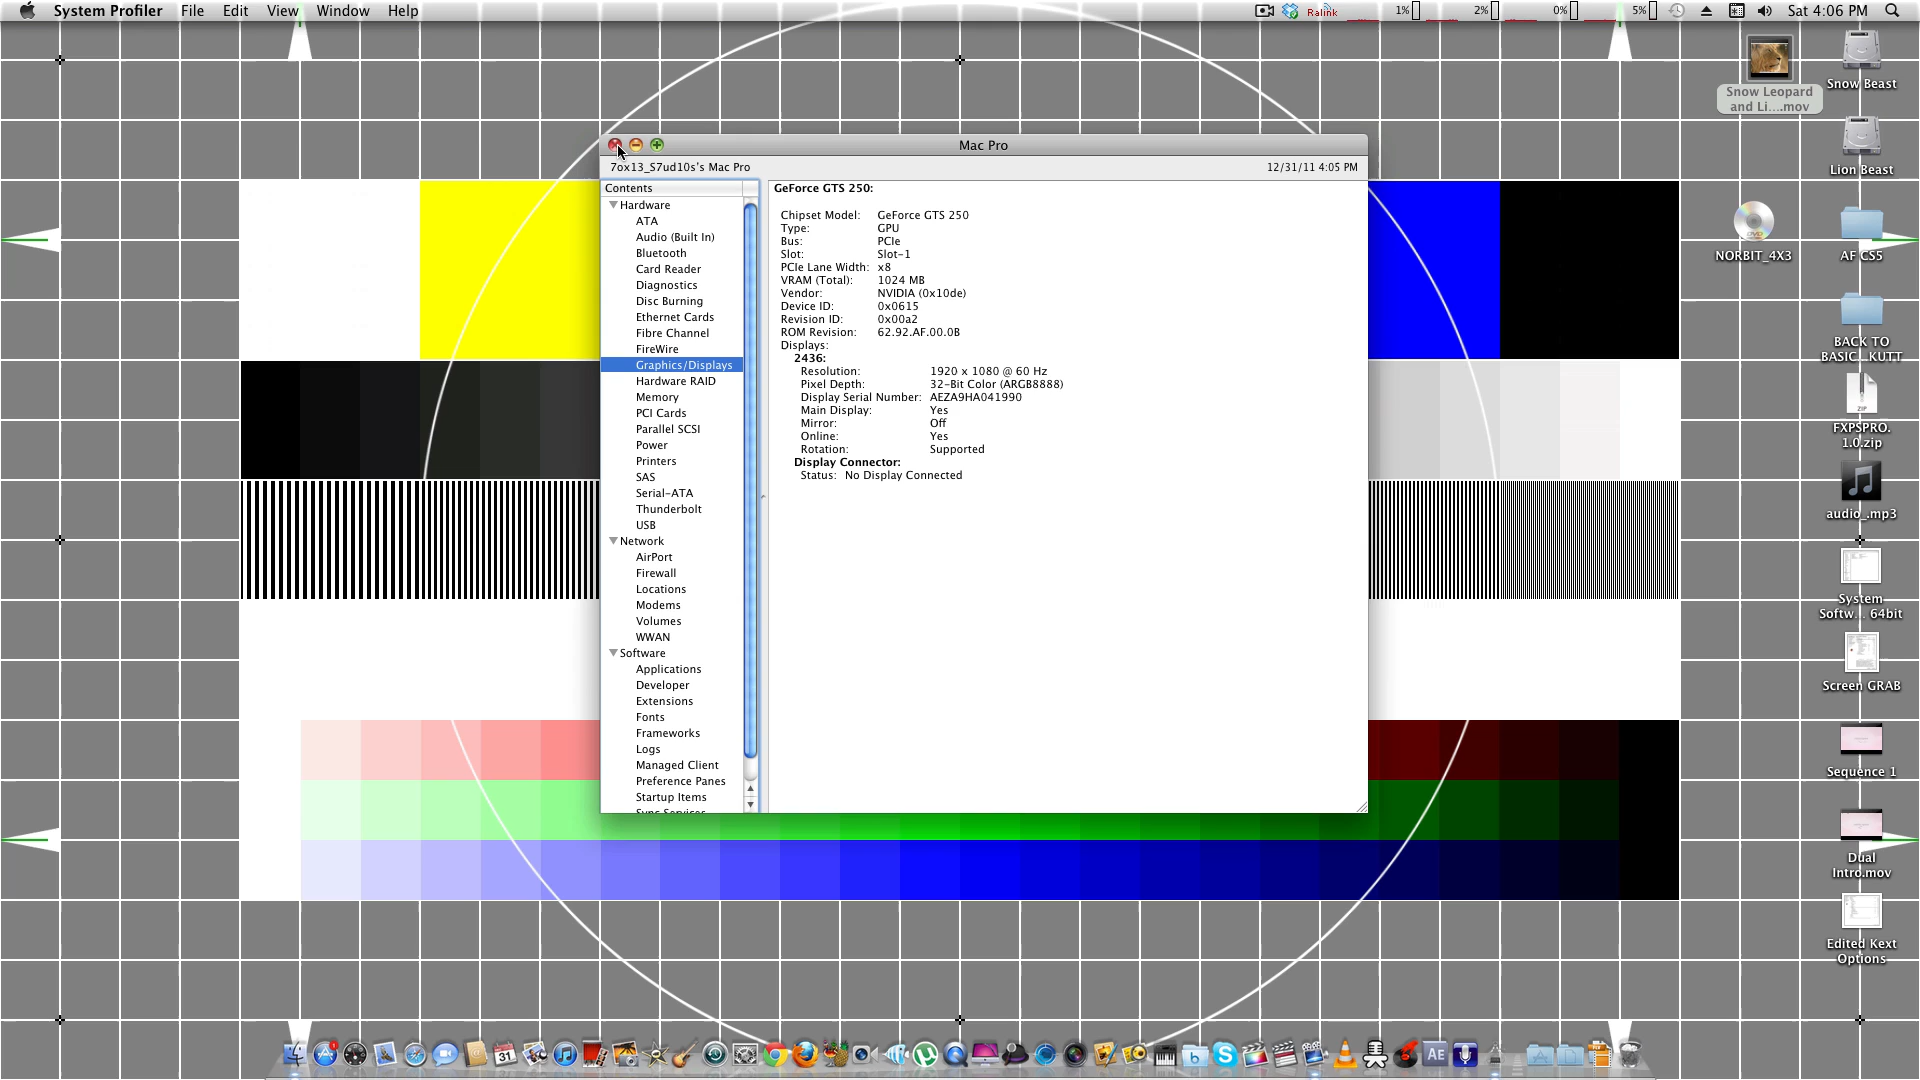 System Profiler File Edit View Window Help
Ralink 1% 2% 0% 5% Sat 4:06 PM
Snow Leopard
and Li....mov
Snow Beast
Lion Beast
NORBIT_4X3
AF CS5
BACK TO
BASIC...KUTT
ZIP
FXPSPRO.
1.0.zip
audio_.mp3
System
Softw... 64bit
Screen GRAB
Sequence 1
Dual
Intro.mov
Edited Kext
Options
Mac Pro
7ox13_S7ud10s's Mac Pro 12/31/11 4:05 PM
Contents
Hardware
ATA
Audio (Built In)
Bluetooth
Card Reader
Diagnostics
Disc Burning
Ethernet Cards
Fibre Channel
FireWire
Graphics/Displays
Hardware RAID
Memory
PCI Cards
Parallel SCSI
Power
Printers
SAS
Serial-ATA
Thunderbolt
USB
Network
AirPort
Firewall
Locations
Modems
Volumes
WWAN
Software
Applications
Developer
Extensions
Fonts
Frameworks
Logs
Managed Client
Preference Panes
Startup Items
Sync Services
GeForce GTS 250:
Chipset Model: GeForce GTS 250
Type: GPU
Bus: PCIe
Slot: Slot-1
PCIe Lane Width: x8
VRAM (Total): 1024 MB
Vendor: NVIDIA (0x10de)
Device ID: 0x0615
Revision ID: 0x00a2
ROM Revision: 62.92.AF.00.0B
Displays:
2436:
Resolution: 1920 x 1080 @ 60 Hz
Pixel Depth: 32-Bit Color (ARGB8888)
Display Serial Number: AEZA9HA041990
Main Display: Yes
Mirror: Off
Online: Yes
Rotation: Supported
Display Connector:
Status: No Display Connected
31
AE